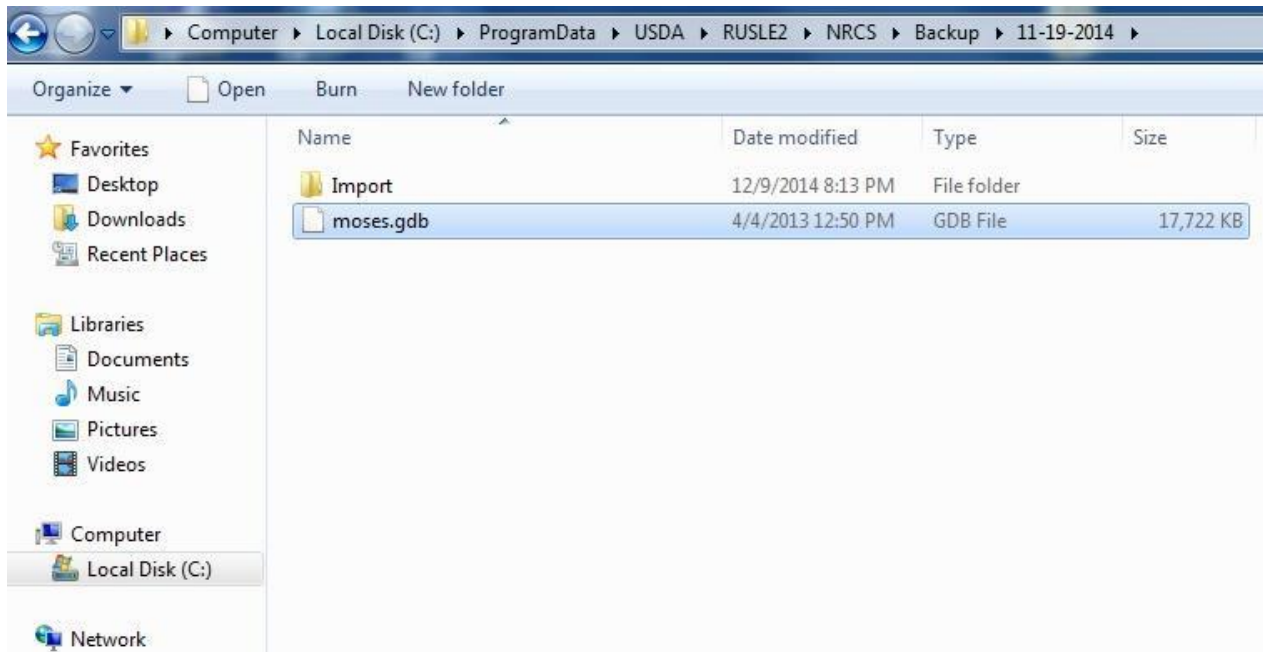 Computer Local Disk (C:) ProgramData USDA RUSLE2 NRCS Backup 11-19-2014
Organize Open Burn New folder
Favorites
Desktop
Downloads
Recent Places
Libraries
Documents
Music
Pictures
Videos
Computer
Local Disk (C:)
Network
Name Date modified Type Size
Import 12/9/2014 8:13 PM File folder
moses.gdb 4/4/2013 12:50 PM GDB File 17,722 KB